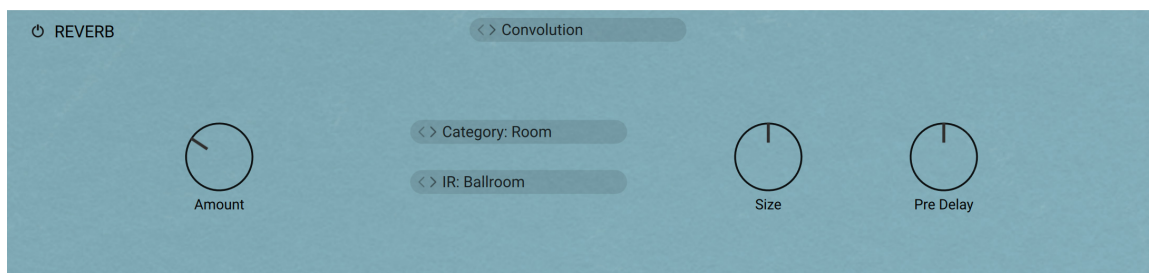 REVERB
Convolution
Category: Room
IR: Ballroom
Amount
Size
Pre Delay